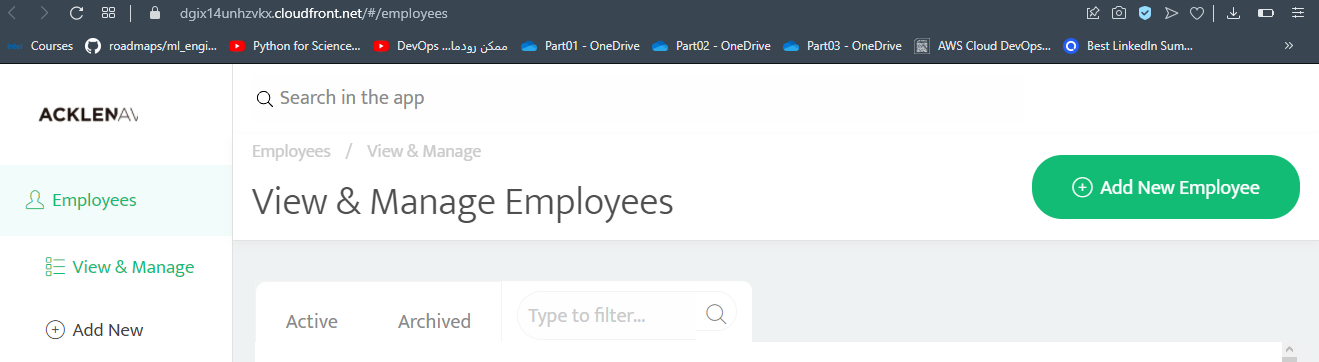 dgix14unhzvkx.cloudfront.net/#/employees
Courses roadmaps/ml_engi... Python for Science... DevOps ...ممكن رودما Part01 - OneDrive Part02 - OneDrive Part03 - OneDrive AWS Cloud DevOps... Best LinkedIn Sum... »
ACKLENAV
Search in the app
Employees / View & Manage
View & Manage Employees
Add New Employee
Employees
View & Manage
Add New
Active Archived Type to filter...